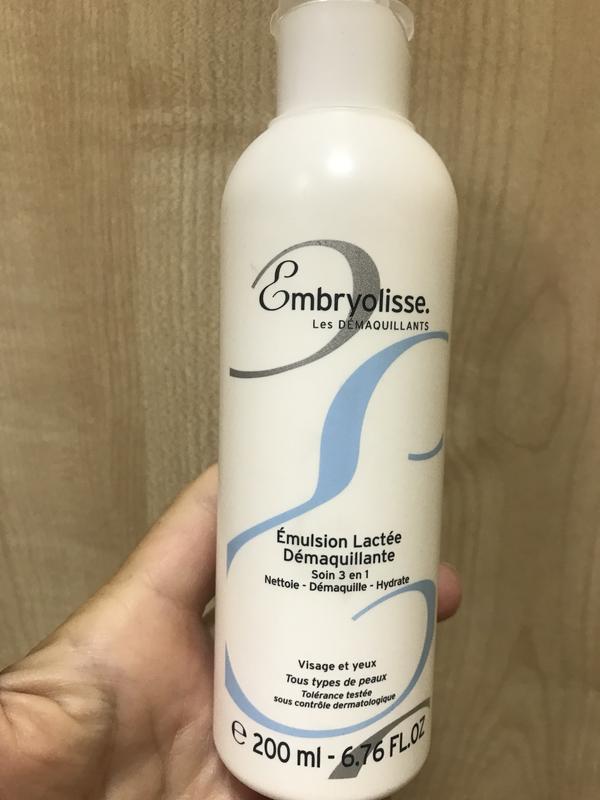 Embryolisse.
Les DÉMAQUILLANTS
Émulsion Lactée
Démaquillante
Soin 3 en 1
Nettoie - Démaquille - Hydrate
Visage et yeux
Tous types de peaux
Tolérance testée
sous contrôle dermatologique
℮ 200 ml - 6.76 FL.OZ